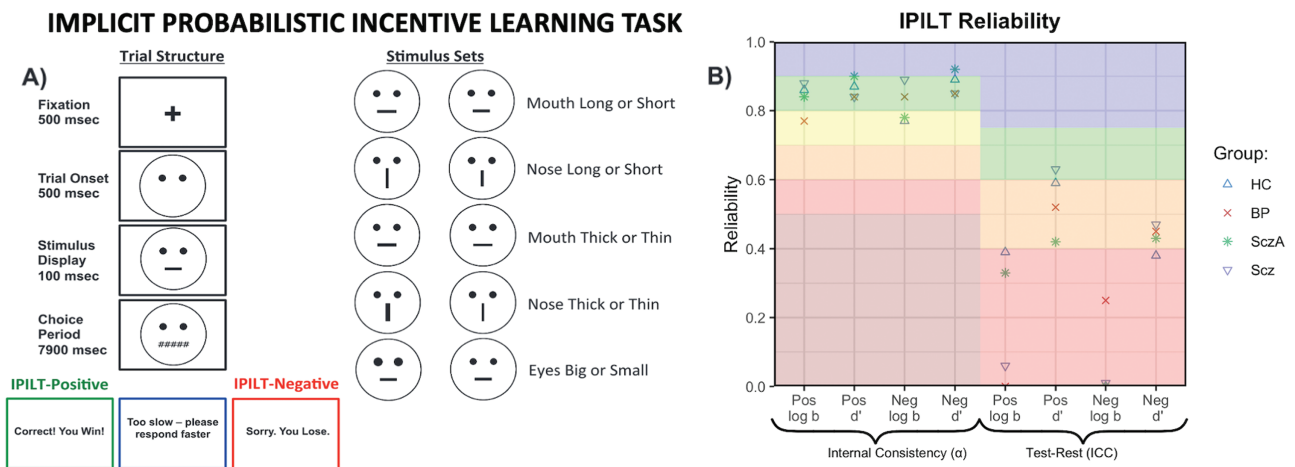 IMPLICIT PROBABILISTIC INCENTIVE LEARNING TASK
A)
Trial Structure
Fixation
500 msec
+
Trial Onset
500 msec
Stimulus
Display
100 msec
Choice
Period
7900 msec
#####
IPILT-Positive
IPILT-Negative
Correct! You Win!
Too slow – please
respond faster
Sorry. You Lose.
Stimulus Sets
Mouth Long or Short
Nose Long or Short
Mouth Thick or Thin
Nose Thick or Thin
Eyes Big or Small
B)
IPILT Reliability
Reliability
1.0
0.8
0.6
0.4
0.2
0.0
Pos
log b
Pos
d'
Neg
log b
Neg
d'
Pos
log b
Pos
d'
Neg
log b
Neg
d'
Internal Consistency (α)
Test-Rest (ICC)
Group:
HC
BP
SczA
Scz